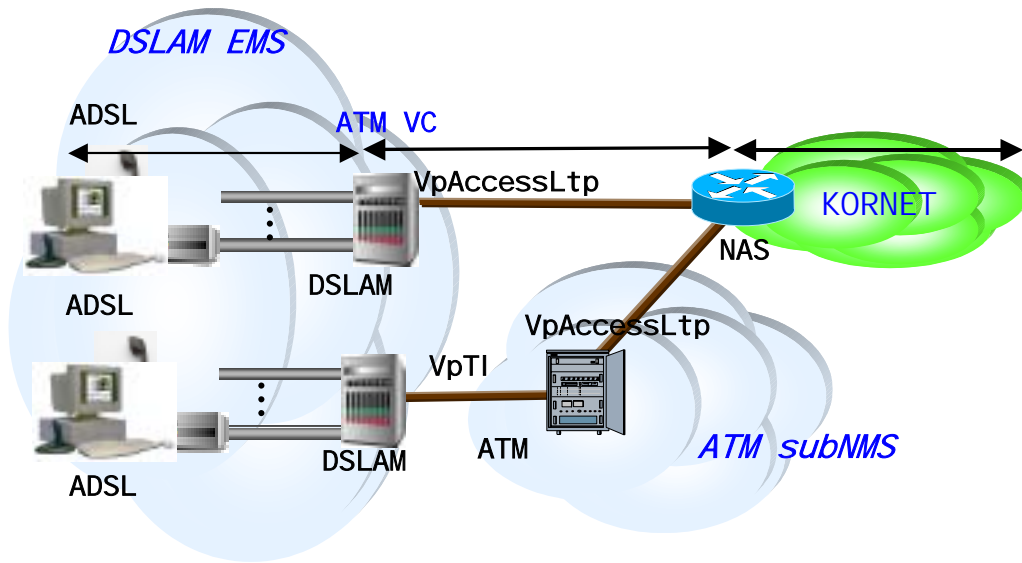 DSLAM EMS
ADSL
ATM VC
VpAccessLtp
KORNET
NAS
DSLAM
ADSL
VpAccessLtp
VpTI
ATM
ATM subNMS
DSLAM
ADSL